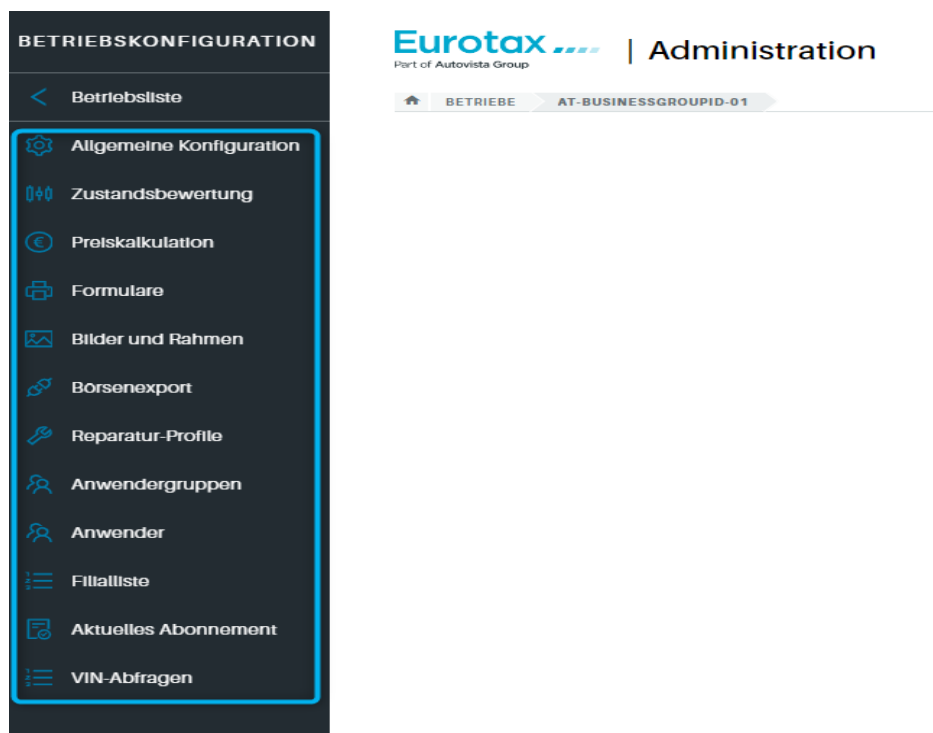 BETRIEBSKONFIGURATION
Betriebsliste
Allgemeine Konfiguration
Zustandsbewertung
Preiskalkulation
Formulare
Bilder und Rahmen
Börsenexport
Reparatur-Profile
Anwendergruppen
Anwender
Filialliste
Aktuelles Abonnement
VIN-Abfragen
Eurotax | Administration
Part of Autovista Group
BETRIEBE AT-BUSINESSGROUPID-01